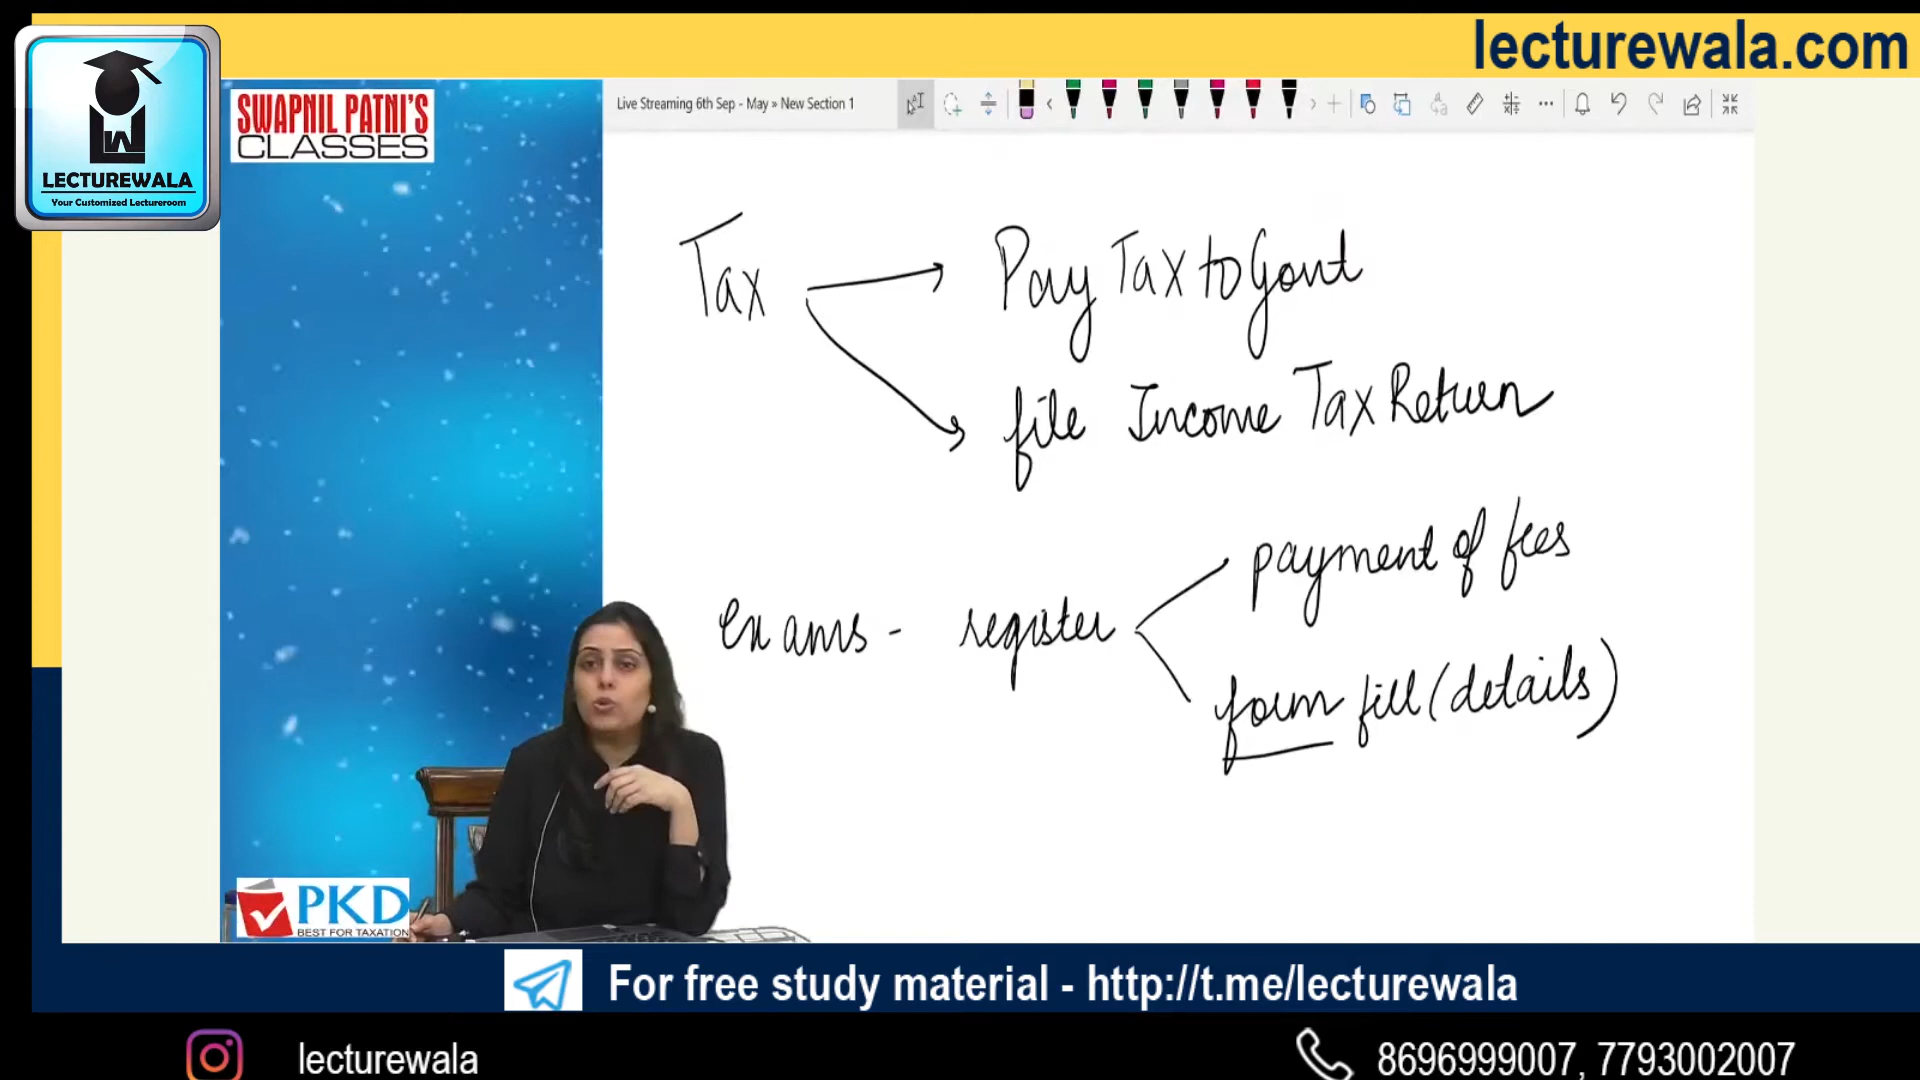 lecturewala.com
LW
LECTUREWALA
Your Customized Lectureroom
SWAPNIL PATNI'S
CLASSES
Live Streaming 6th Sep - May » New Section 1
Tax
Pay Tax to Govt
file Income Tax Return
exams - register
payment of fees
form fill (details)
PKD
BEST FOR TAXATION
For free study material - http://t.me/lecturewala
lecturewala
8696999007, 7793002007